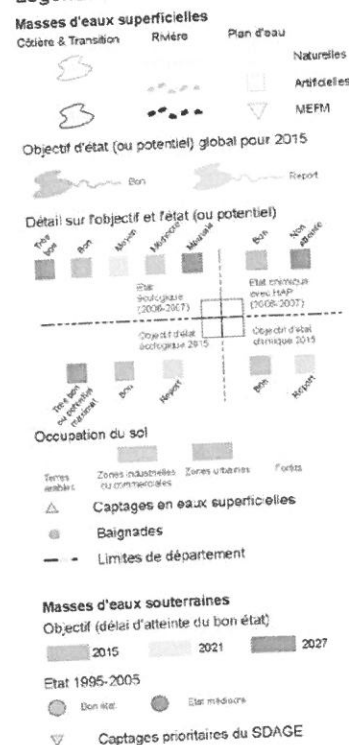 Masses d'eaux superficielles
Côtière & Transition Rivière Plan d'eau
Naturelles
Artificielles
MEFM
Objectif d'état (ou potentiel) global pour 2015
Bon Report
Détail sur l'objectif et l'état (ou potentiel)
Très bon Bon Moyen Médiocre Mauvais Bon Non atteinte
Etat écologique (2006-2007) Etat chimique avec HAP (2006-2007)
Objectif d'état écologique 2015 Objectif d'état chimique 2015
Très bon ou potentiel maximal Bon Report Bon Report
Occupation du sol
Terres arables Zones industrielles ou commerciales Zones urbaines Forêts
Captages en eaux superficielles
Baignades
Limites de département
Masses d'eaux souterraines
Objectif (délai d'atteinte du bon état)
2015 2021 2027
Etat 1995-2005
Bon état Etat médiocre
Captages prioritaires du SDAGE